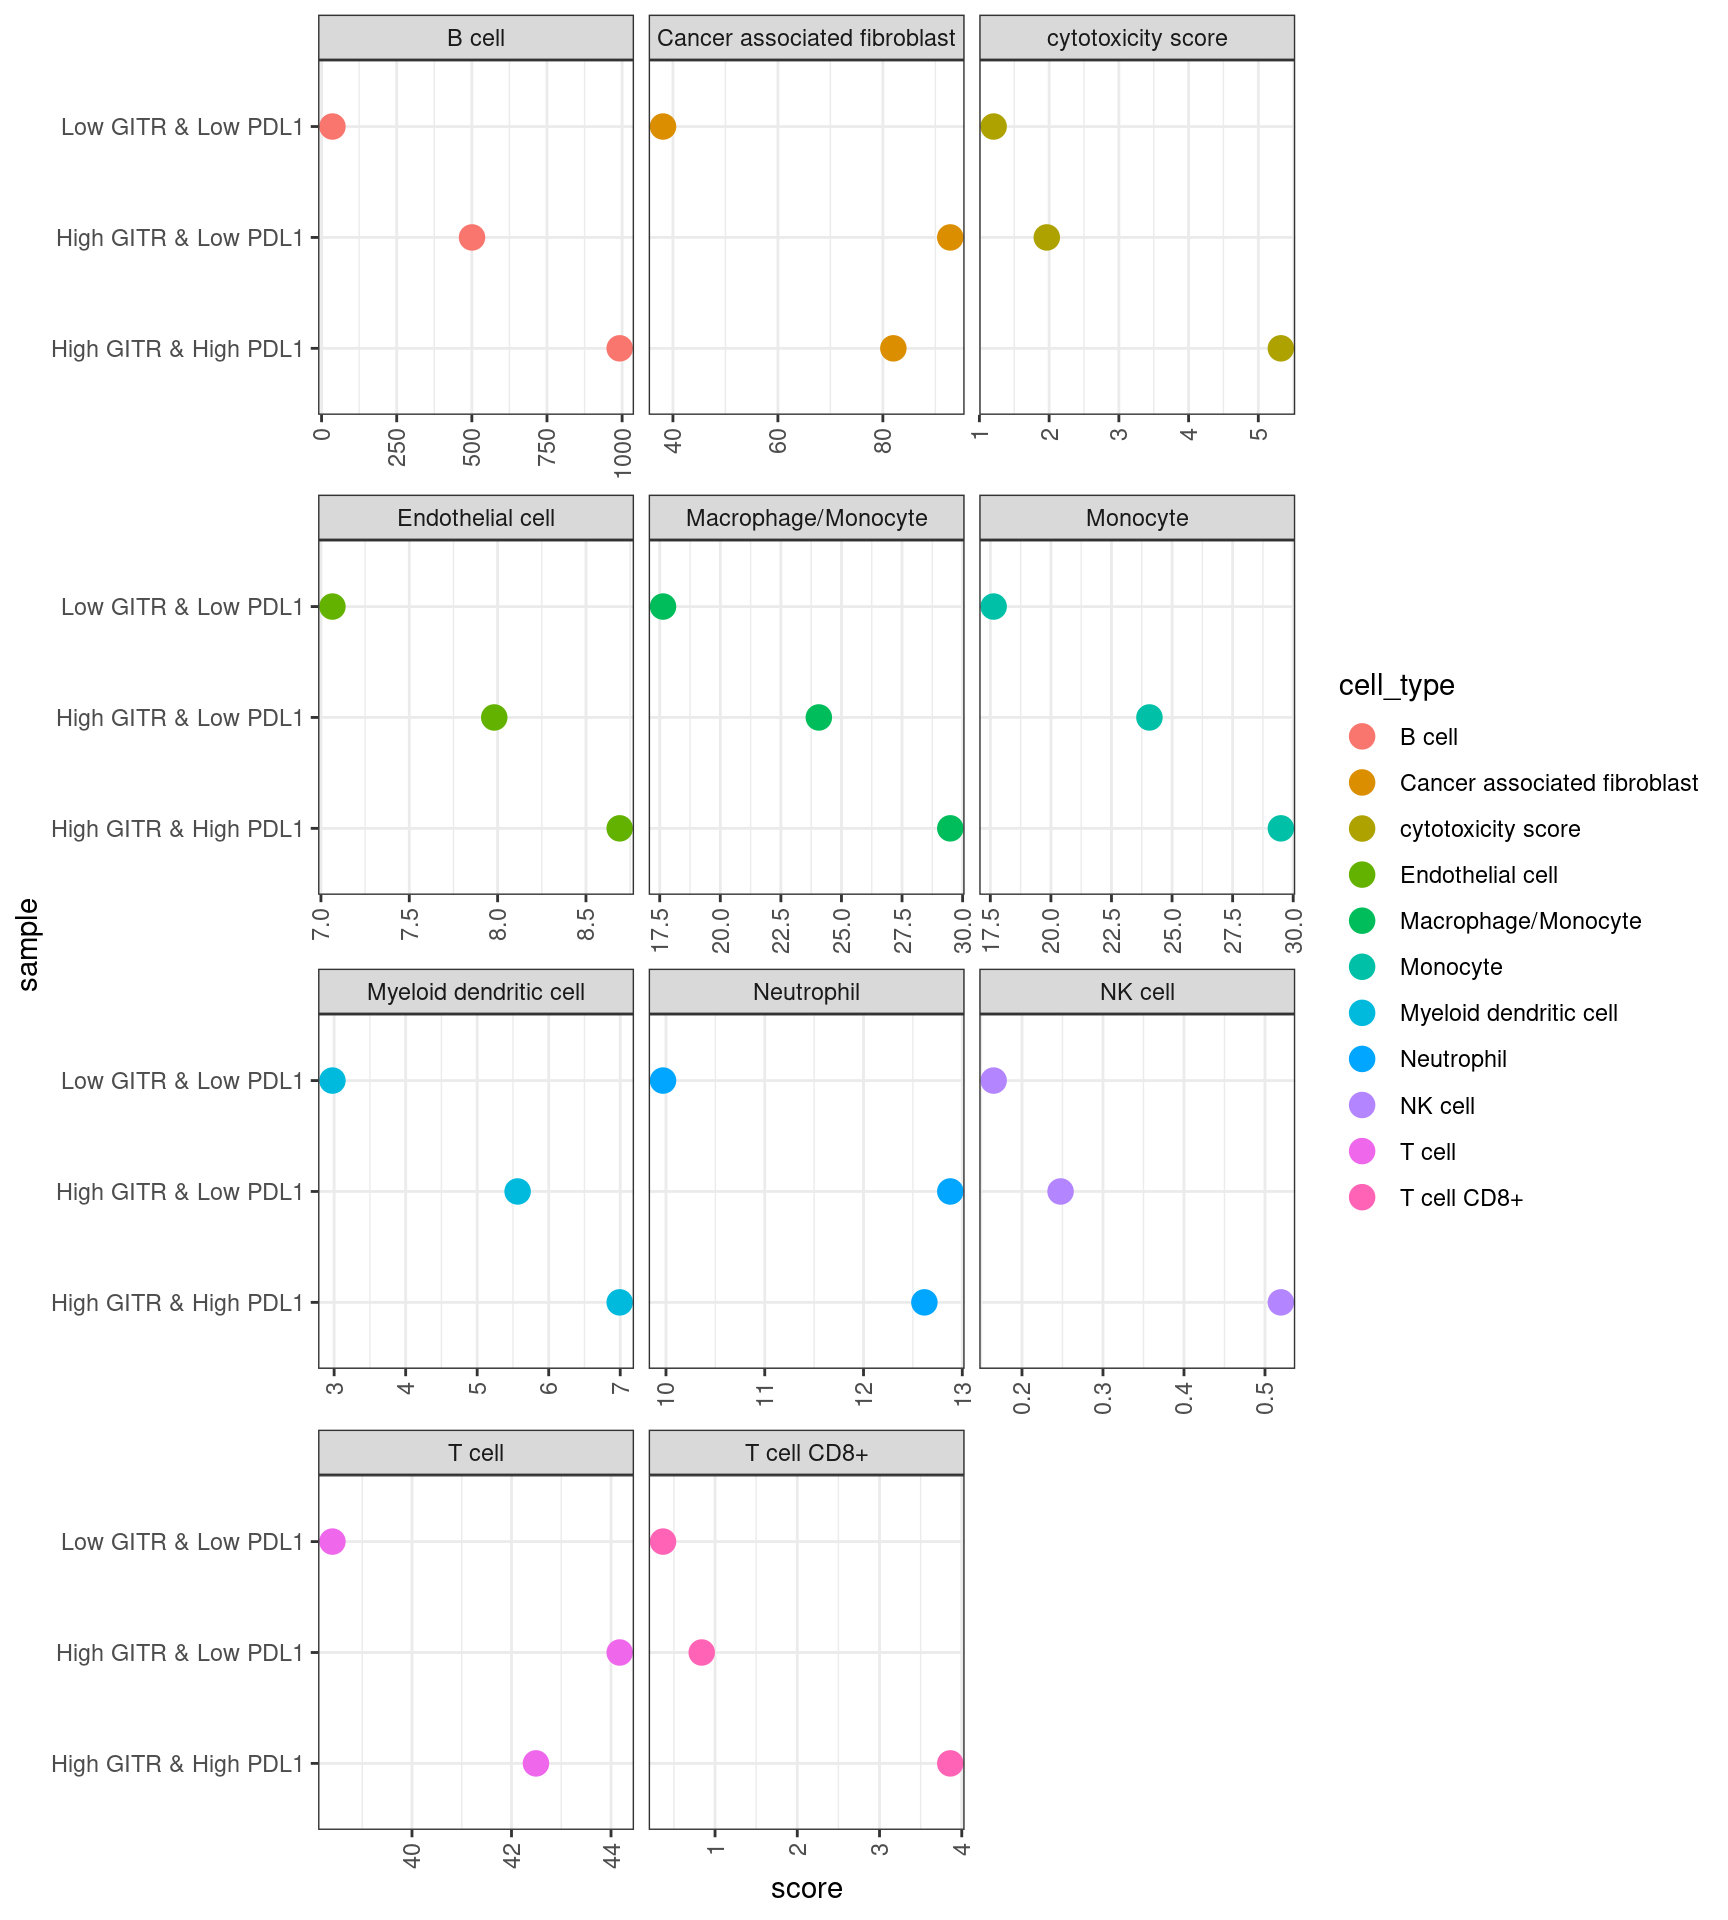 B cell
Cancer associated fibroblast
cytotoxicity score
Low GITR & Low PDL1
High GITR & Low PDL1
High GITR & High PDL1
0 250 500 750 1000
40 60 80
1 2 3 4 5
Endothelial cell
Macrophage/Monocyte
Monocyte
Low GITR & Low PDL1
High GITR & Low PDL1
High GITR & High PDL1
7.0 7.5 8.0 8.5
17.5 20.0 22.5 25.0 27.5 30.0
17.5 20.0 22.5 25.0 27.5 30.0
Myeloid dendritic cell
Neutrophil
NK cell
Low GITR & Low PDL1
High GITR & Low PDL1
High GITR & High PDL1
3 4 5 6 7
10 11 12 13
0.2 0.3 0.4 0.5
T cell
T cell CD8+
Low GITR & Low PDL1
High GITR & Low PDL1
High GITR & High PDL1
40 42 44
1 2 3 4
score
sample
cell_type
B cell
Cancer associated fibroblast
cytotoxicity score
Endothelial cell
Macrophage/Monocyte
Monocyte
Myeloid dendritic cell
Neutrophil
NK cell
T cell
T cell CD8+